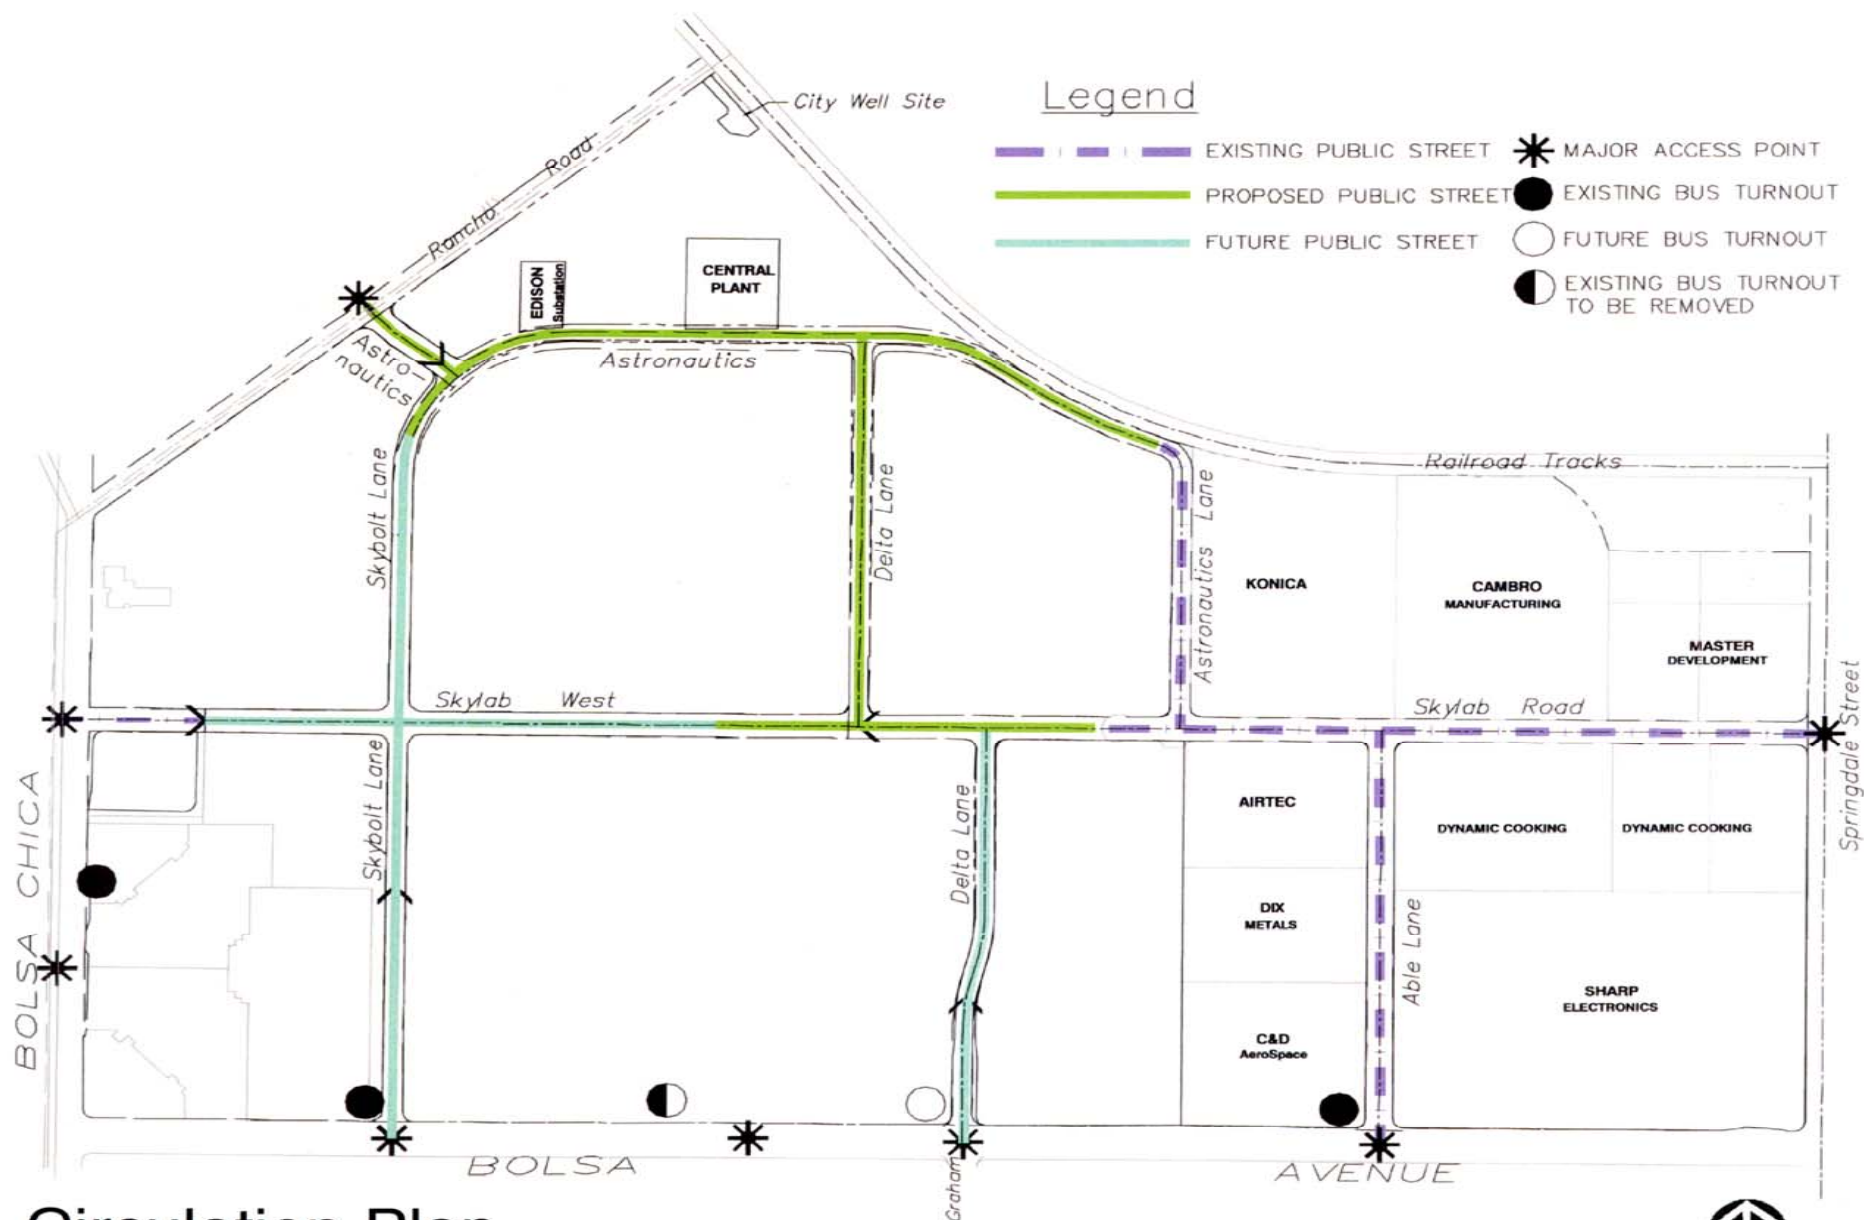 City Well Site
Legend
EXISTING PUBLIC STREET
MAJOR ACCESS POINT
PROPOSED PUBLIC STREET
EXISTING BUS TURNOUT
FUTURE PUBLIC STREET
FUTURE BUS TURNOUT
EXISTING BUS TURNOUT
TO BE REMOVED
Rancho Road
EDISON
Substation
CENTRAL
PLANT
Astro-
nautics
Astronautics
Railroad Tracks
Skybolt Lane
Delta Lane
Astronautics Lane
KONICA
CAMBRO
MANUFACTURING
MASTER
DEVELOPMENT
Skylab West
Skylab Road
Springdale Street
BOLSA CHICA
Skybolt Lane
Delta Lane
AIRTEC
DYNAMIC COOKING
DYNAMIC COOKING
DIX
METALS
Able Lane
SHARP
ELECTRONICS
C&D
AeroSpace
BOLSA AVENUE
Graham
Circulation Plan